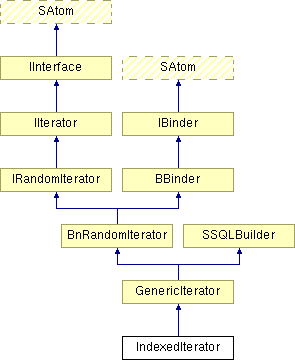 SAtom
IInterface
SAtom
IIterator
IBinder
IRandomIterator
BBinder
BnRandomIterator
SSQLBuilder
GenericIterator
IndexedIterator